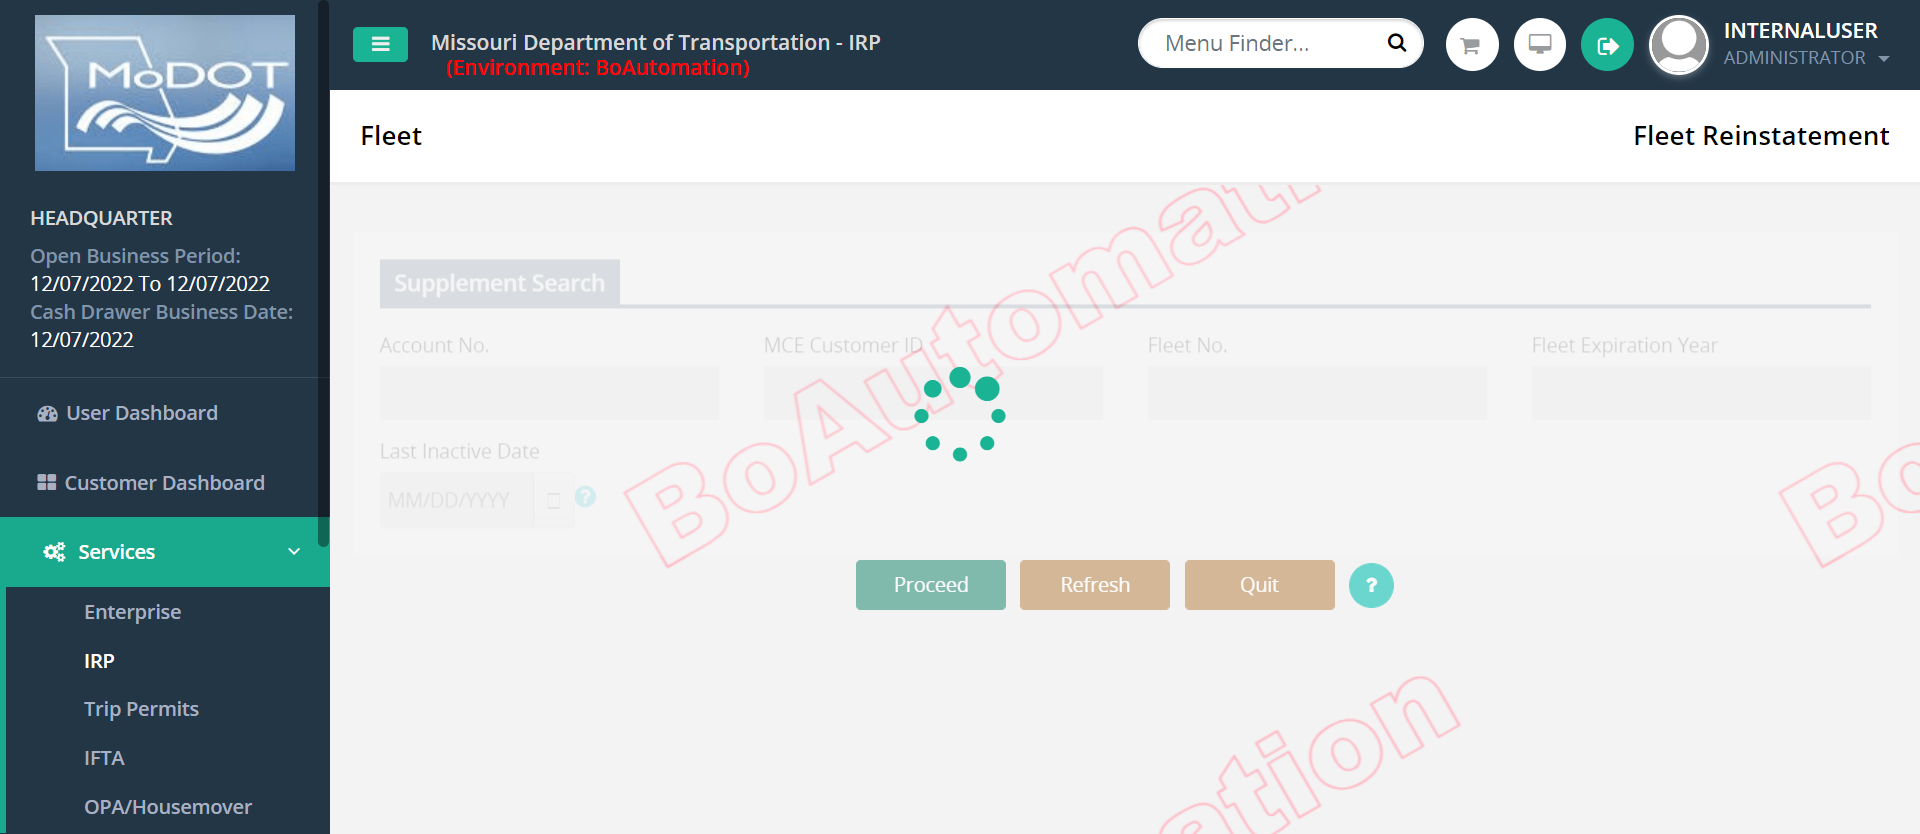 MoDOT
Missouri Department of Transportation - IRP
(Environment: BoAutomation)
Menu Finder...
INTERNALUSER
ADMINISTRATOR
HEADQUARTER
Open Business Period:
12/07/2022 To 12/07/2022
Cash Drawer Business Date:
12/07/2022
User Dashboard
Customer Dashboard
Services
Enterprise
IRP
Trip Permits
IFTA
OPA/Housemover
Fleet
Fleet Reinstatement
Supplement Search
Account No.
MCE Customer ID
Fleet No.
Fleet Expiration Year
Last Inactive Date
MM/DD/YYYY
?
Proceed
Refresh
Quit
?
BoAutomati
Bo
ation